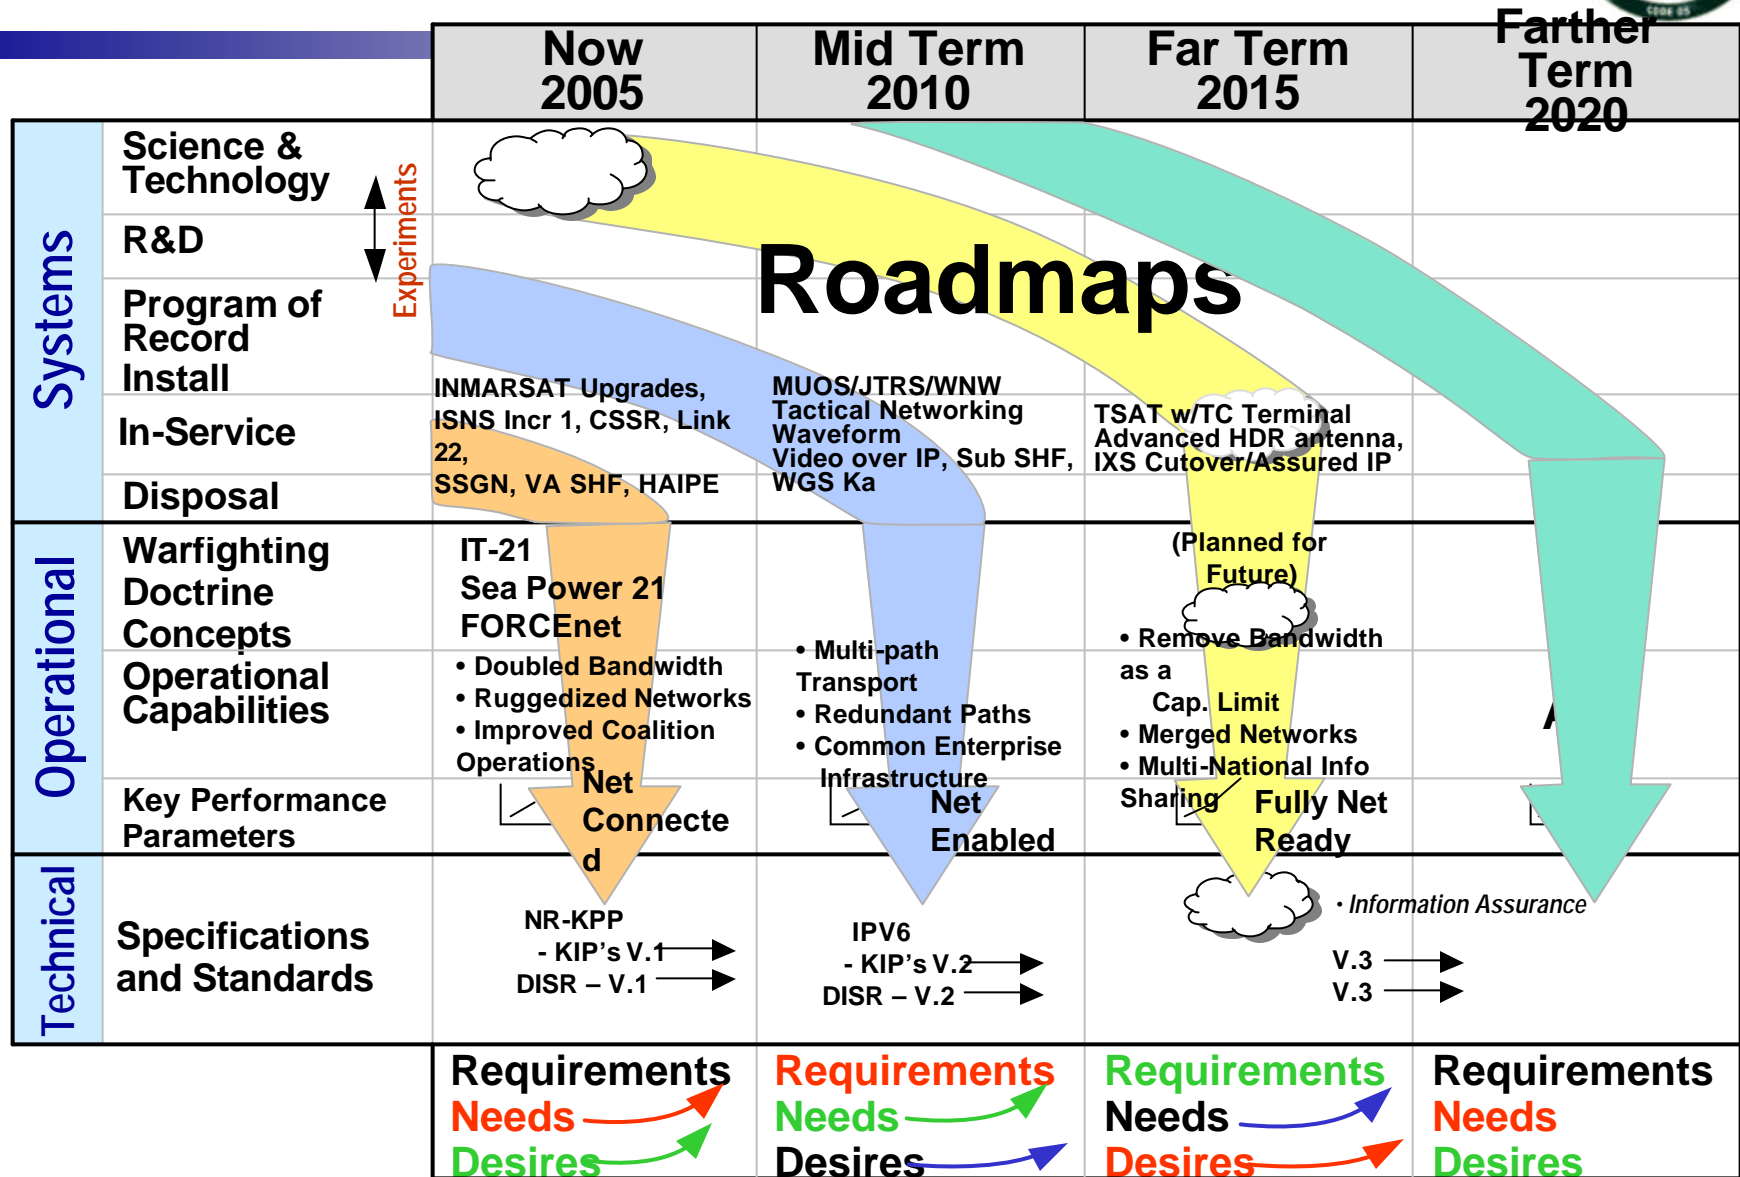 CODE 05
Now
2005
Mid Term
2010
Far Term
2015
Farther
Term
2020
Systems
Science &
Technology
R&D
Experiments
Program of
Record
Install
In-Service
Disposal
Roadmaps
INMARSAT Upgrades,
ISNS Incr 1, CSSR, Link
22,
SSGN, VA SHF, HAIPE
MUOS/JTRS/WNW
Tactical Networking
Waveform
Video over IP, Sub SHF,
WGS Ka
TSAT w/TC Terminal
Advanced HDR antenna,
IXS Cutover/Assured IP
Operational
Warfighting
Doctrine
Concepts
IT-21
Sea Power 21
FORCEnet
(Planned for
Future)
Operational
Capabilities
• Doubled Bandwidth
• Ruggedized Networks
• Improved Coalition
Operations
• Multi-path
Transport
• Redundant Paths
• Common Enterprise
Infrastructure
• Remove Bandwidth
as a
Cap. Limit
• Merged Networks
• Multi-National Info
Sharing
Key Performance
Parameters
Net
Connecte
d
Net
Enabled
Fully Net
Ready
Technical
Specifications
and Standards
NR-KPP
- KIP's V.1
DISR – V.1
IPV6
- KIP's V.2
DISR – V.2
• Information Assurance
V.3
V.3
Requirements
Needs
Desires
Requirements
Needs
Desires
Requirements
Needs
Desires
Requirements
Needs
Desires